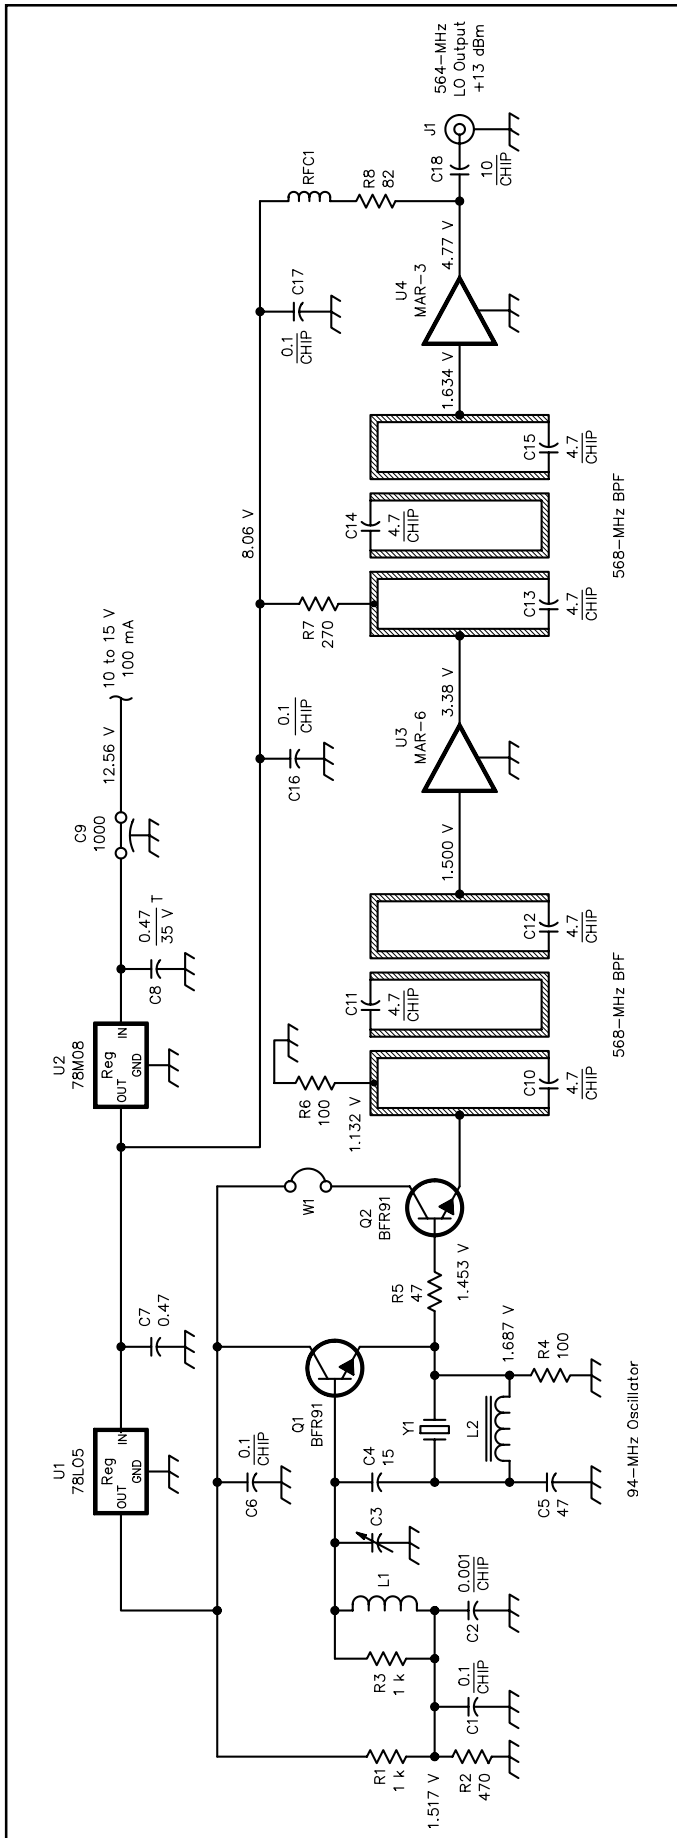 U1
78L05
Reg
OUT
IN
GND
C7
0.47
U2
78M08
Reg
OUT
IN
GND
C8
0.47 T
35 V
C9
1000
12.56 V
10 to 15 V
100 mA
C6
0.1
CHIP
Q1
BFR91
W1
Q2
BFR91
R5
47
1.453 V
R6
100
1.132 V
C16
0.1
CHIP
8.06 V
R7
270
C17
0.1
CHIP
RFC1
R8
82
564-MHz
LO Output
+13 dBm
J1
C18
10
CHIP
R1
1 k
1.517 V
R2
470
R3
1 k
C1
0.1
CHIP
L1
C2
0.001
CHIP
C3
C4
15
Y1
L2
C5
47
1.687 V
R4
100
94-MHz Oscillator
C10
4.7
CHIP
C11
4.7
CHIP
C12
4.7
CHIP
568-MHz BPF
1.500 V
U3
MAR-6
3.38 V
C13
4.7
CHIP
C14
4.7
CHIP
C15
4.7
CHIP
568-MHz BPF
1.634 V
U4
MAR-3
4.77 V